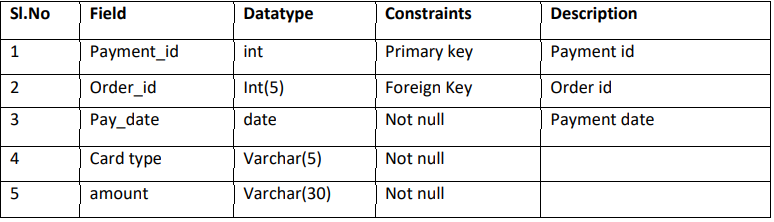 Sl.No Field Datatype Constraints Description
1 Payment_id int Primary key Payment id
2 Order_id Int(5) Foreign Key Order id
3 Pay_date date Not null Payment date
4 Card type Varchar(5) Not null
5 amount Varchar(30) Not null